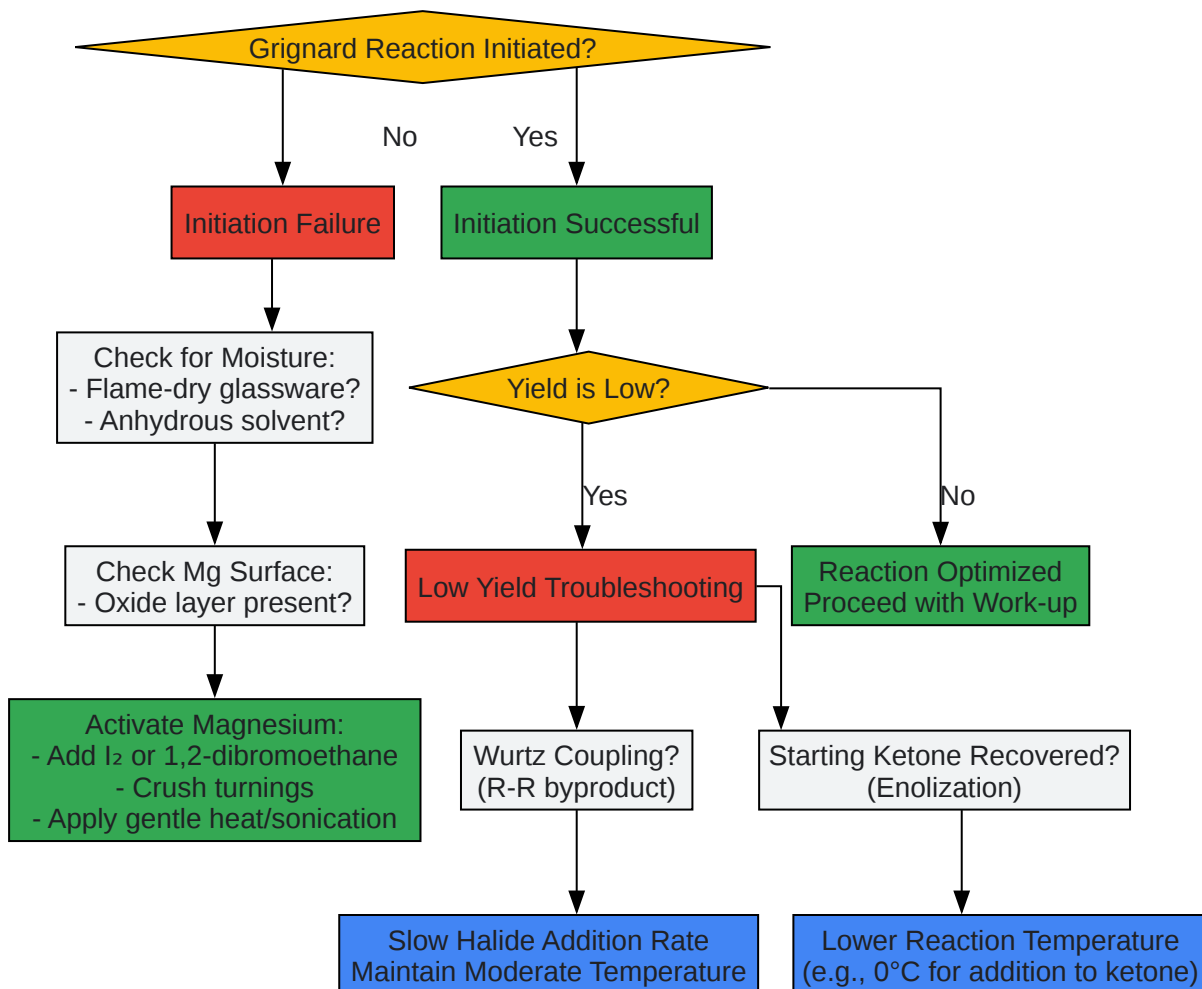 Grignard Reaction Initiated?
No
Yes
Initiation Failure
Initiation Successful
Check for Moisture:
- Flame-dry glassware?
- Anhydrous solvent?
Yield is Low?
Yes
No
Check Mg Surface:
- Oxide layer present?
Low Yield Troubleshooting
Reaction Optimized
Proceed with Work-up
Activate Magnesium:
- Add I₂ or 1,2-dibromoethane
- Crush turnings
- Apply gentle heat/sonication
Wurtz Coupling?
(R-R byproduct)
Starting Ketone Recovered?
(Enolization)
Slow Halide Addition Rate
Maintain Moderate Temperature
Lower Reaction Temperature
(e.g., 0°C for addition to ketone)